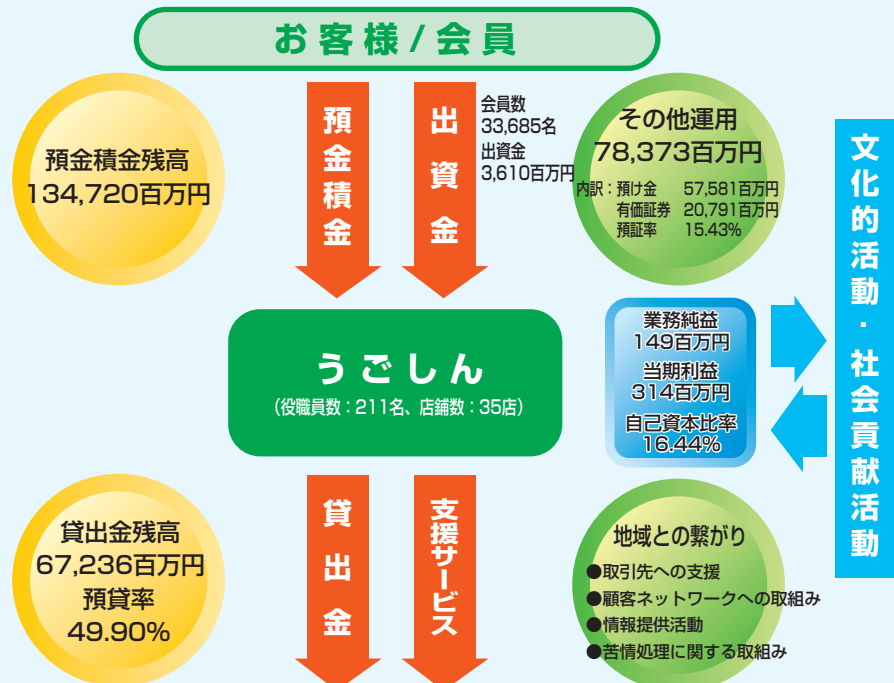 お客様/会員
預金積金残高
134,720百万円
預金積金
出資金
会員数
33,685名
出資金
3,610百万円
その他運用
78,373百万円
内訳：預け金 57,581百万円
有価証券 20,791百万円
預証率 15.43%
文化的活動・社会貢献活動
うごしん
（役職員数：211名、店舗数：35店）
業務純益
149百万円
当期利益
314百万円
自己資本比率
16.44%
貸出金残高
67,236百万円
預貸率
49.90%
貸出金
支援サービス
地域との繋がり
●取引先への支援
●顧客ネットワークへの取組み
●情報提供活動
●苦情処理に関する取組み